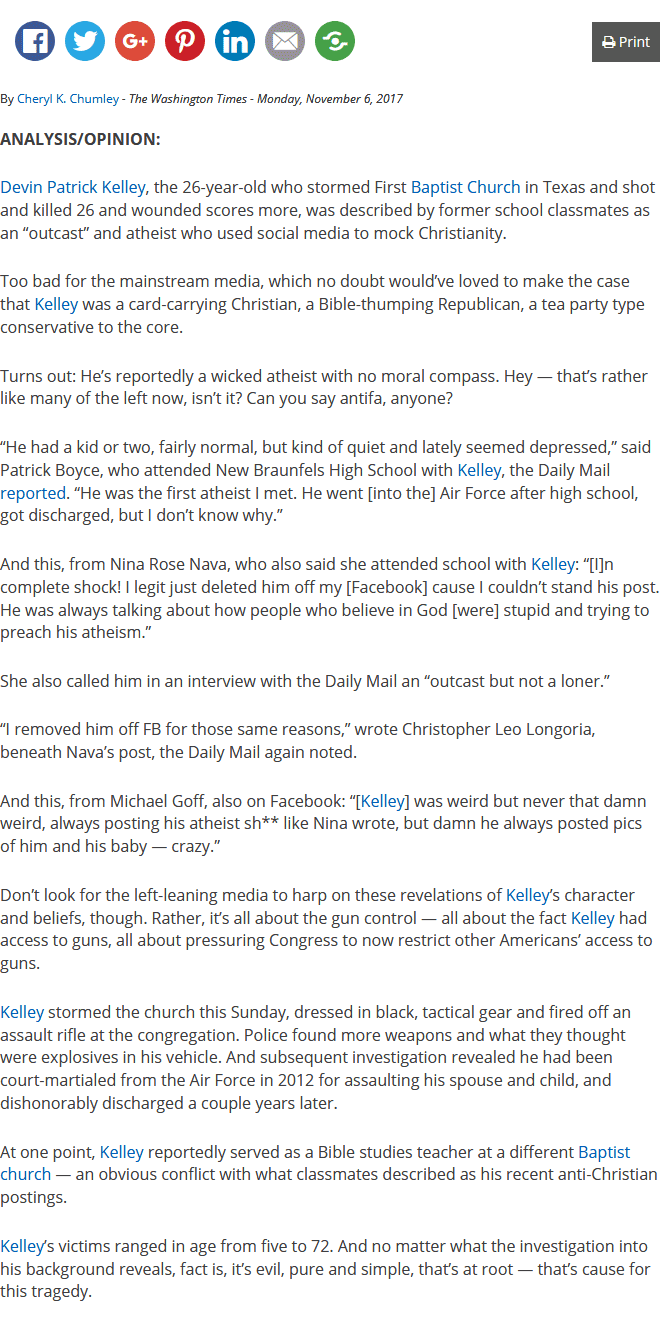 Print
By Cheryl K. Chumley - The Washington Times - Monday, November 6, 2017
ANALYSIS/OPINION:
Devin Patrick Kelley, the 26-year-old who stormed First Baptist Church in Texas and shot
and killed 26 and wounded scores more, was described by former school classmates as
an “outcast” and atheist who used social media to mock Christianity.
Too bad for the mainstream media, which no doubt would’ve loved to make the case
that Kelley was a card-carrying Christian, a Bible-thumping Republican, a tea party type
conservative to the core.
Turns out: He’s reportedly a wicked atheist with no moral compass. Hey — that’s rather
like many of the left now, isn’t it? Can you say antifa, anyone?
“He had a kid or two, fairly normal, but kind of quiet and lately seemed depressed,” said
Patrick Boyce, who attended New Braunfels High School with Kelley, the Daily Mail
reported. “He was the first atheist I met. He went [into the] Air Force after high school,
got discharged, but I don’t know why.”
And this, from Nina Rose Nava, who also said she attended school with Kelley: “[I]n
complete shock! I legit just deleted him off my [Facebook] cause I couldn’t stand his post.
He was always talking about how people who believe in God [were] stupid and trying to
preach his atheism.”
She also called him in an interview with the Daily Mail an “outcast but not a loner.”
“I removed him off FB for those same reasons,” wrote Christopher Leo Longoria,
beneath Nava’s post, the Daily Mail again noted.
And this, from Michael Goff, also on Facebook: “[Kelley] was weird but never that damn
weird, always posting his atheist sh** like Nina wrote, but damn he always posted pics
of him and his baby — crazy.”
Don’t look for the left-leaning media to harp on these revelations of Kelley’s character
and beliefs, though. Rather, it’s all about the gun control — all about the fact Kelley had
access to guns, all about pressuring Congress to now restrict other Americans’ access to
guns.
Kelley stormed the church this Sunday, dressed in black, tactical gear and fired off an
assault rifle at the congregation. Police found more weapons and what they thought
were explosives in his vehicle. And subsequent investigation revealed he had been
court-martialed from the Air Force in 2012 for assaulting his spouse and child, and
dishonorably discharged a couple years later.
At one point, Kelley reportedly served as a Bible studies teacher at a different Baptist
church — an obvious conflict with what classmates described as his recent anti-Christian
postings.
Kelley’s victims ranged in age from five to 72. And no matter what the investigation into
his background reveals, fact is, it’s evil, pure and simple, that’s at root — that’s cause for
this tragedy.